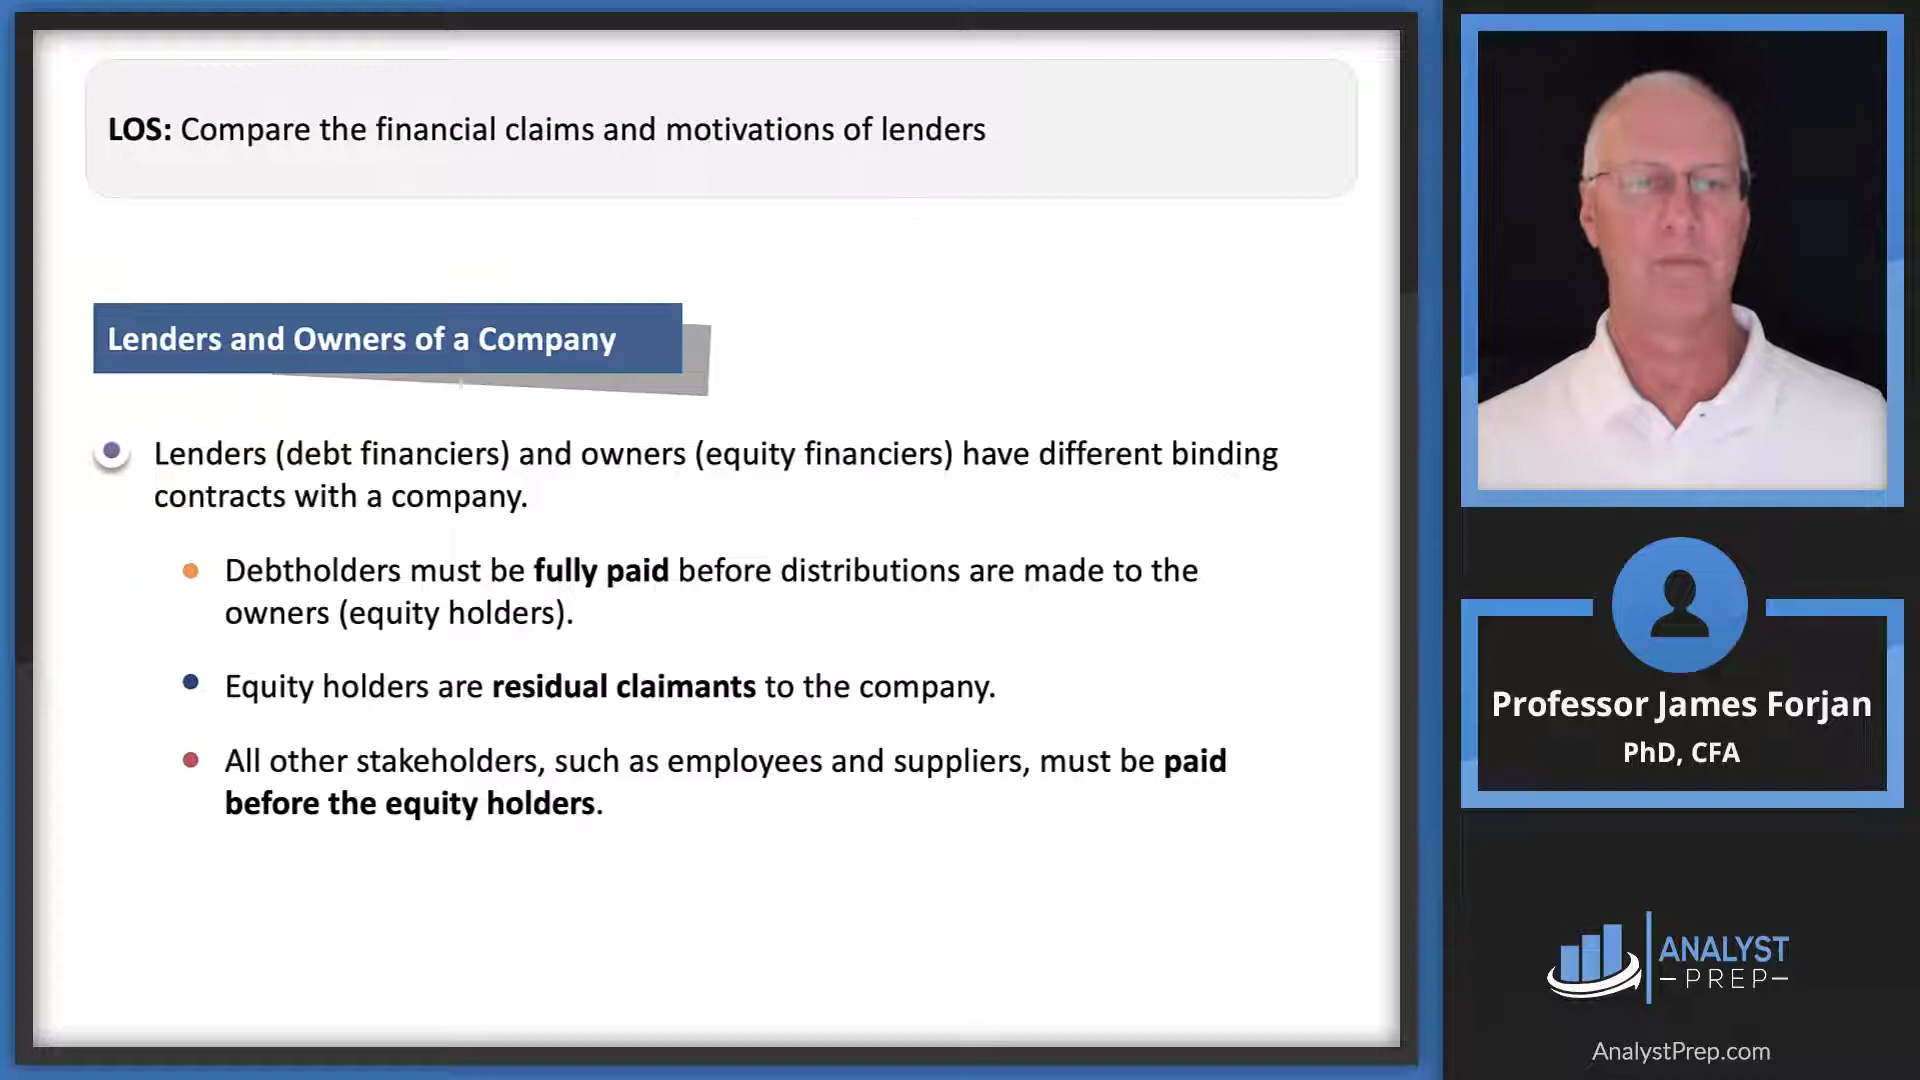 LOS: Compare the financial claims and motivations of lenders
Lenders and Owners of a Company
Lenders (debt financiers) and owners (equity financiers) have different binding
contracts with a company.
Debtholders must be fully paid before distributions are made to the
owners (equity holders).
Equity holders are residual claimants to the company.
All other stakeholders, such as employees and suppliers, must be paid
before the equity holders.
Professor James Forjan
PhD, CFA
ANALYST
PREP
AnalystPrep.com